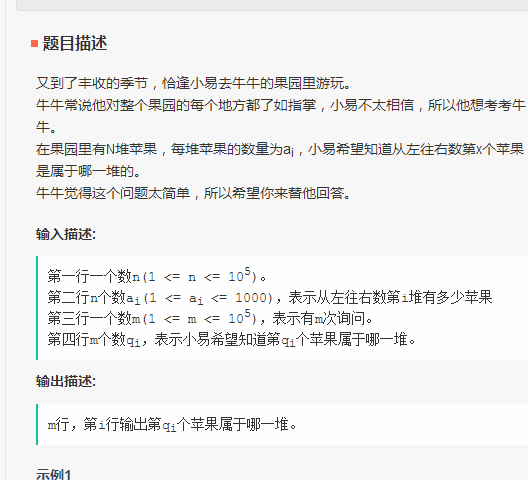 题目描述
又到了丰收的季节，恰逢小易去牛牛的果园里游玩。
牛牛常说他对整个果园的每个地方都了如指掌，小易不太相信，所以他想考考牛
牛。
在果园里有N堆苹果，每堆苹果的数量为ai，小易希望知道从左往右数第x个苹果
是属于哪一堆的。
牛牛觉得这个问题太简单，所以希望你来替他回答。
输入描述:
第一行一个数n(1 <= n <= 10^5)。
第二行n个数ai(1 <= ai <= 1000)，表示从左往右数第i堆有多少苹果
第三行一个数m(1 <= m <= 10^5)，表示有m次询问。
第四行m个数qi，表示小易希望知道第qi个苹果属于哪一堆。
输出描述:
m行，第i行输出第qi个苹果属于哪一堆。
示例1